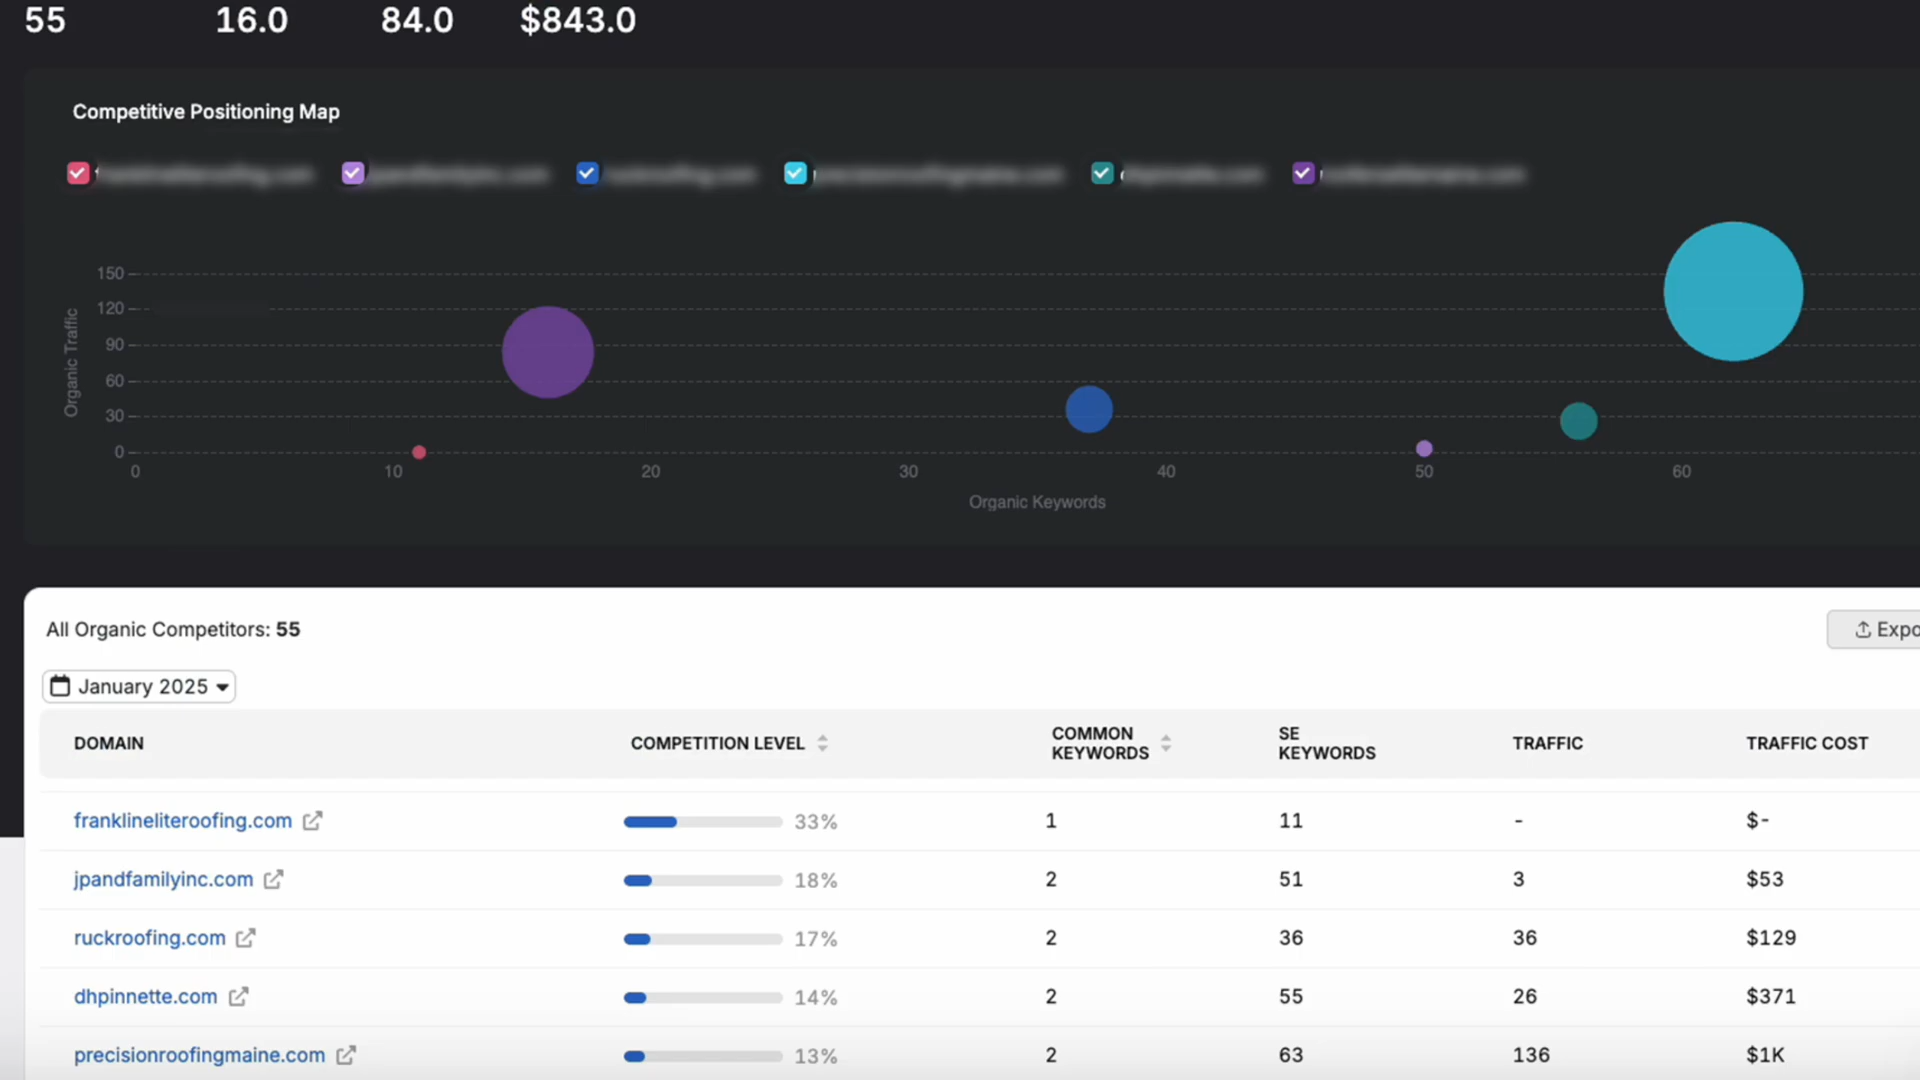 55 16.0 84.0 $843.0
Competitive Positioning Map
150
120
90
60
30
0
Organic Traffic
0 10 20 30 40 50 60
Organic Keywords
All Organic Competitors: 55
Expo
January 2025
DOMAIN COMPETITION LEVEL COMMON KEYWORDS SE KEYWORDS TRAFFIC TRAFFIC COST
franklineliteroofing.com 33% 1 11 - $-
jpandfamilyinc.com 18% 2 51 3 $53
ruckroofing.com 17% 2 36 36 $129
dhpinnette.com 14% 2 55 26 $371
precisionroofingmaine.com 13% 2 63 136 $1K